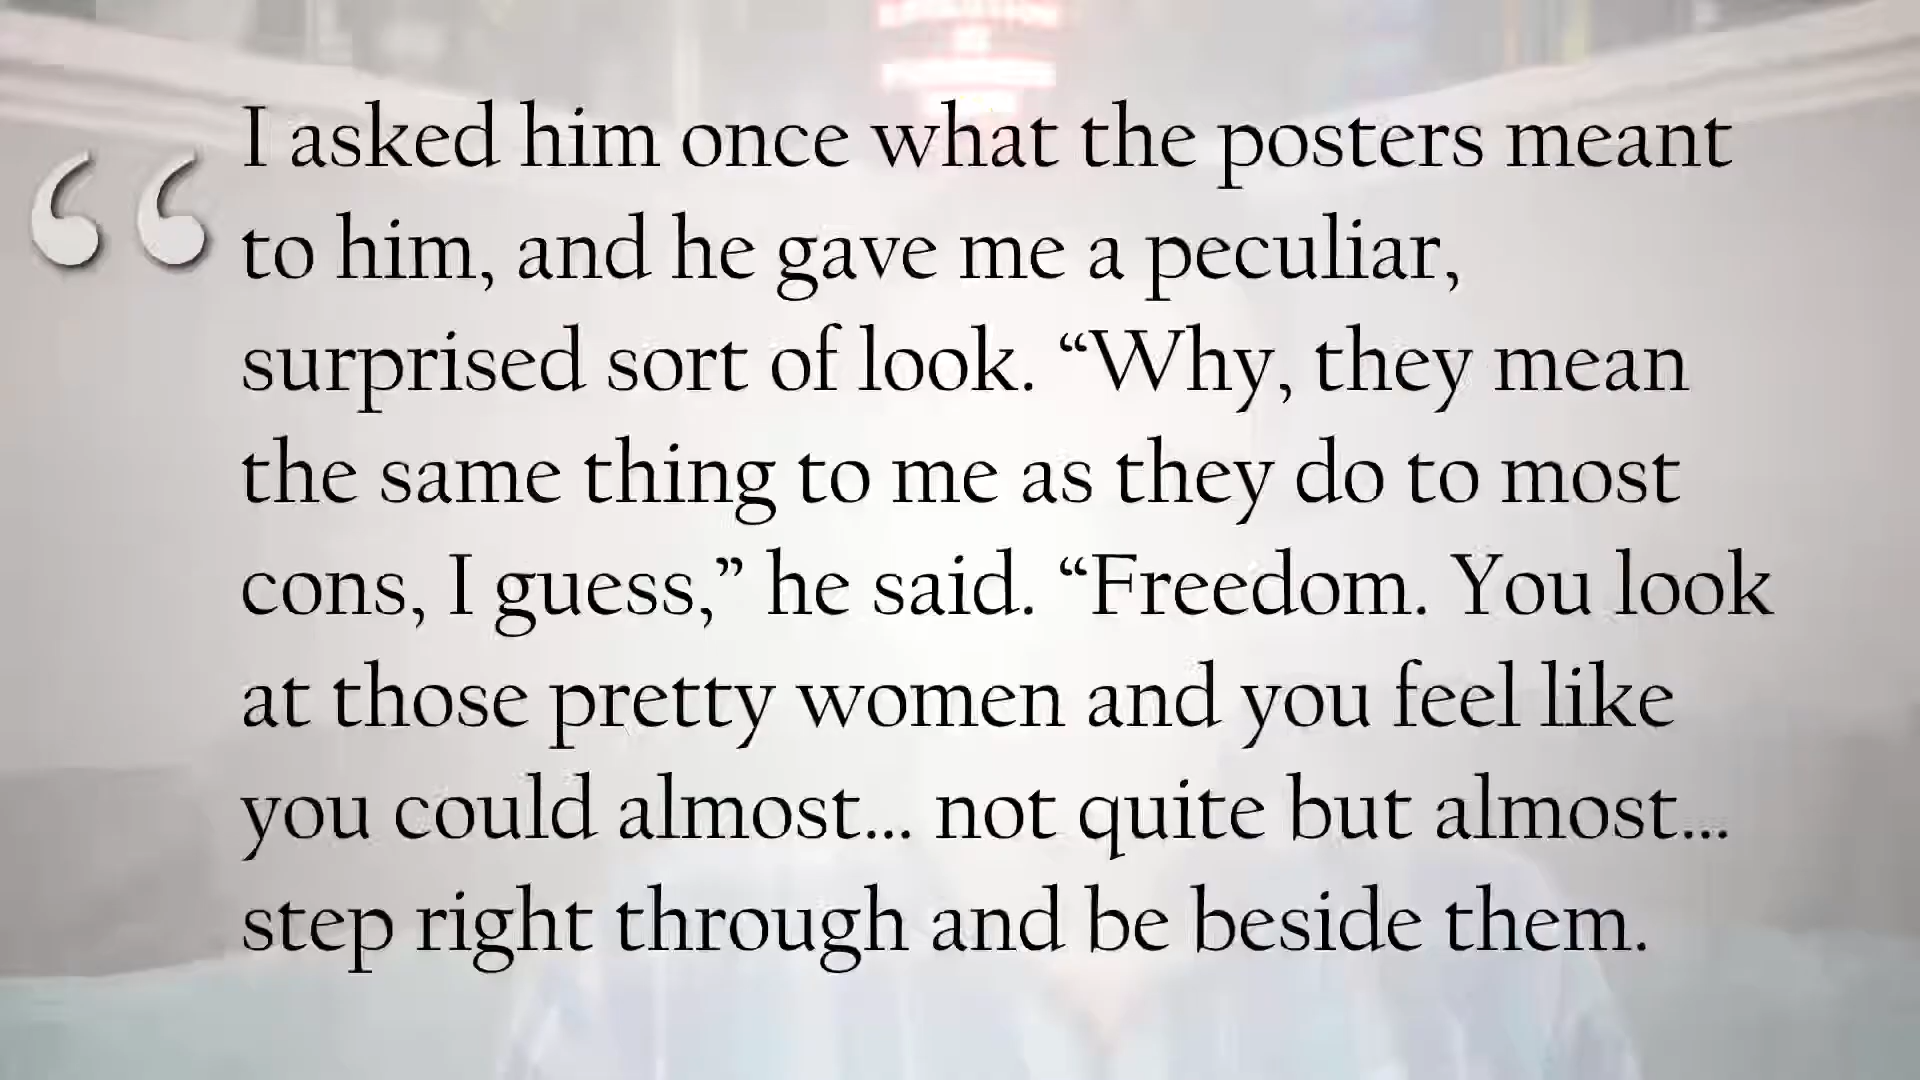 I asked him once what the posters meant
to him, and he gave me a peculiar,
surprised sort of look. “Why, they mean
the same thing to me as they do to most
cons, I guess,” he said. “Freedom. You look
at those pretty women and you feel like
you could almost... not quite but almost...
step right through and be beside them.